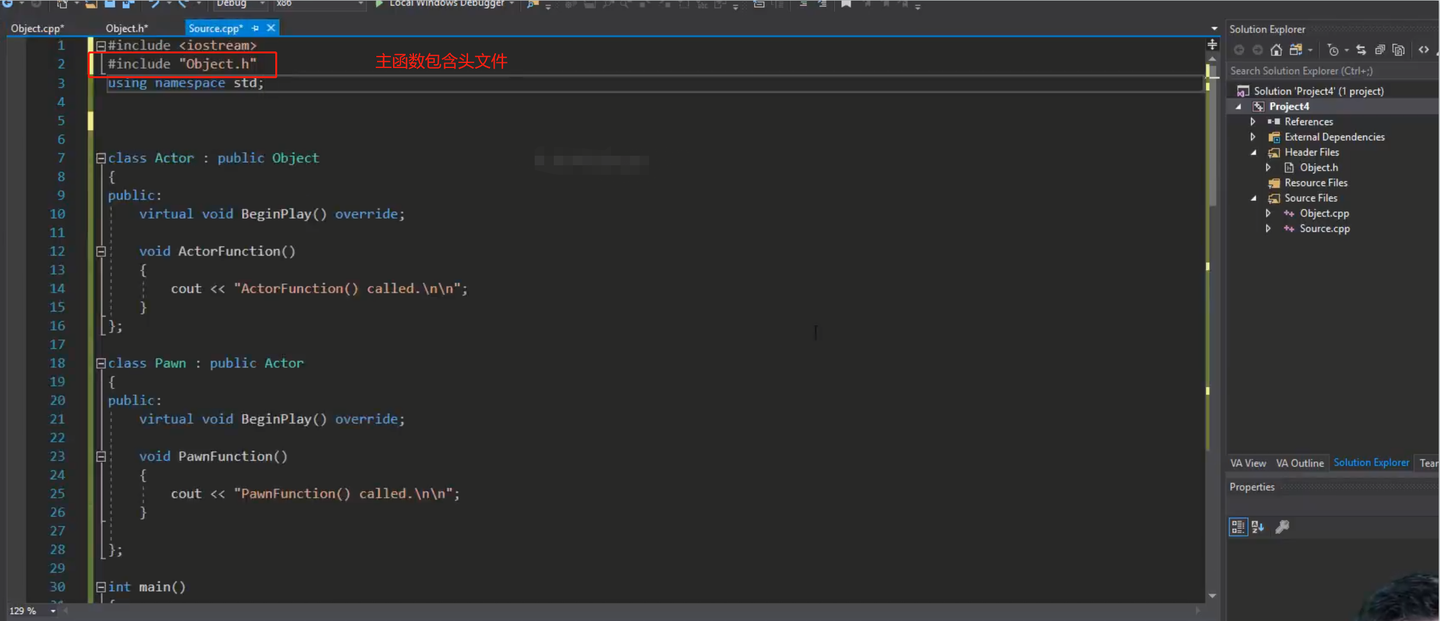 Debug x86 Local Windows Debugger
Object.cpp* Object.h* Source.cpp*
1 #include <iostream>
2 #include "Object.h" 主函数包含头文件
3 using namespace std;
4
5
6
7 class Actor : public Object
8 {
9 public:
10 virtual void BeginPlay() override;
11
12 void ActorFunction()
13 {
14 cout << "ActorFunction() called.\n\n";
15 }
16 };
17
18 class Pawn : public Actor
19 {
20 public:
21 virtual void BeginPlay() override;
22
23 void PawnFunction()
24 {
25 cout << "PawnFunction() called.\n\n";
26 }
27
28 };
29
30 int main()
129 %
Solution Explorer
Search Solution Explorer (Ctrl+;)
Solution 'Project4' (1 project)
Project4
References
External Dependencies
Header Files
Object.h
Resource Files
Source Files
Object.cpp
Source.cpp
VA View VA Outline Solution Explorer Tear
Properties